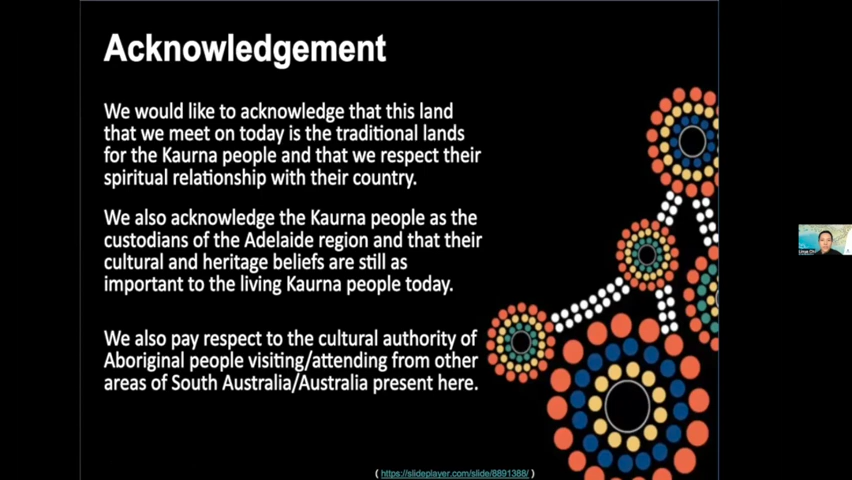 Acknowledgement
We would like to acknowledge that this land
that we meet on today is the traditional lands
for the Kaurna people and that we respect their
spiritual relationship with their country.
We also acknowledge the Kaurna people as the
custodians of the Adelaide region and that their
cultural and heritage beliefs are still as
important to the living Kaurna people today.
We also pay respect to the cultural authority of
Aboriginal people visiting/attending from other
areas of South Australia/Australia present here.
( https://slideplayer.com/slide/8891388/ )